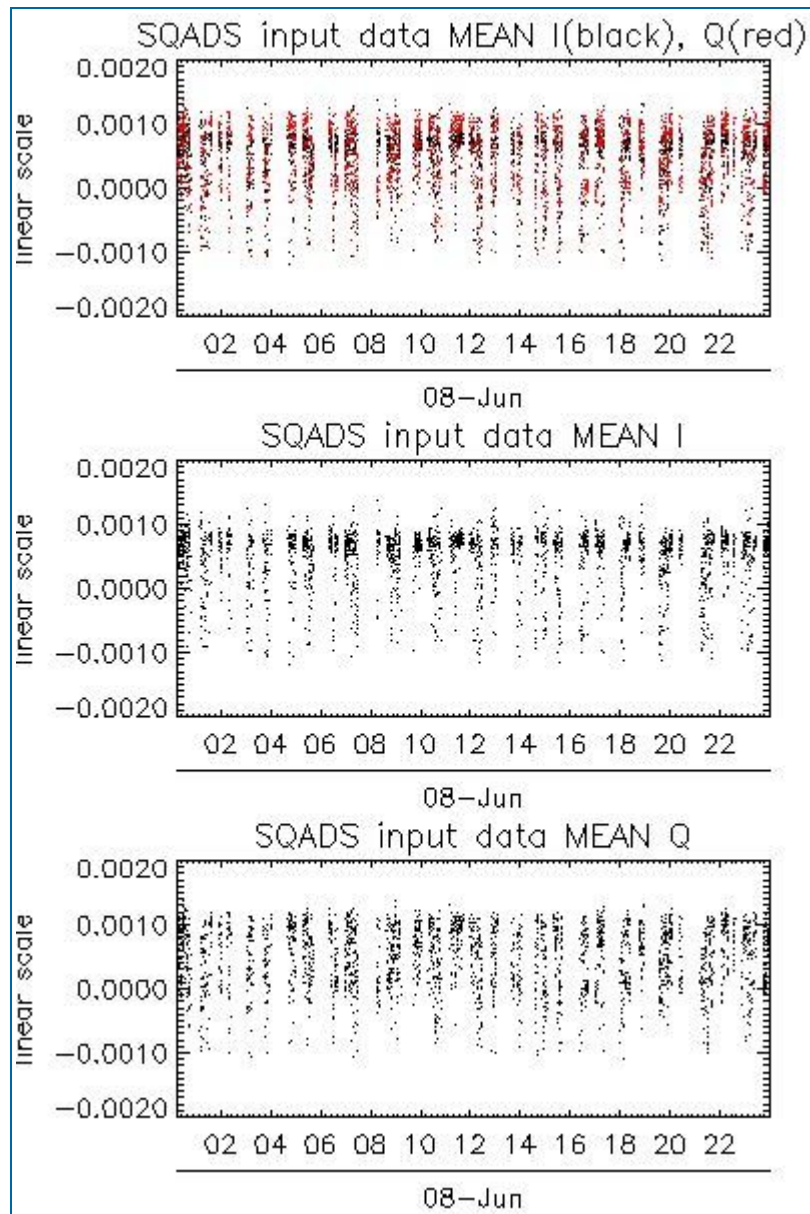 SQADS input data MEAN I(black), Q(red)
0.0020
0.0010
0.0000
−0.0010
−0.0020
linear scale
02 04 06 08 10 12 14 16 18 20 22
08−Jun
SQADS input data MEAN I
0.0020
0.0010
0.0000
−0.0010
−0.0020
linear scale
02 04 06 08 10 12 14 16 18 20 22
08−Jun
SQADS input data MEAN Q
0.0020
0.0010
0.0000
−0.0010
−0.0020
linear scale
02 04 06 08 10 12 14 16 18 20 22
08−Jun